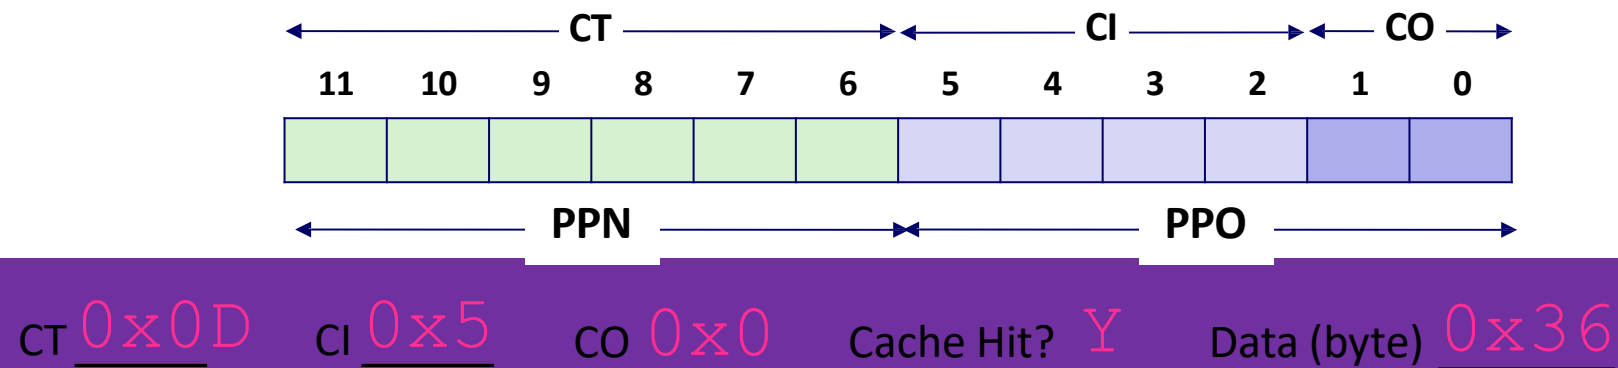 CT CI CO
11 10 9 8 7 6 5 4 3 2 1 0
PPN PPO
CT 0x0D CI 0x5 CO 0x0 Cache Hit? Y Data (byte) 0x36